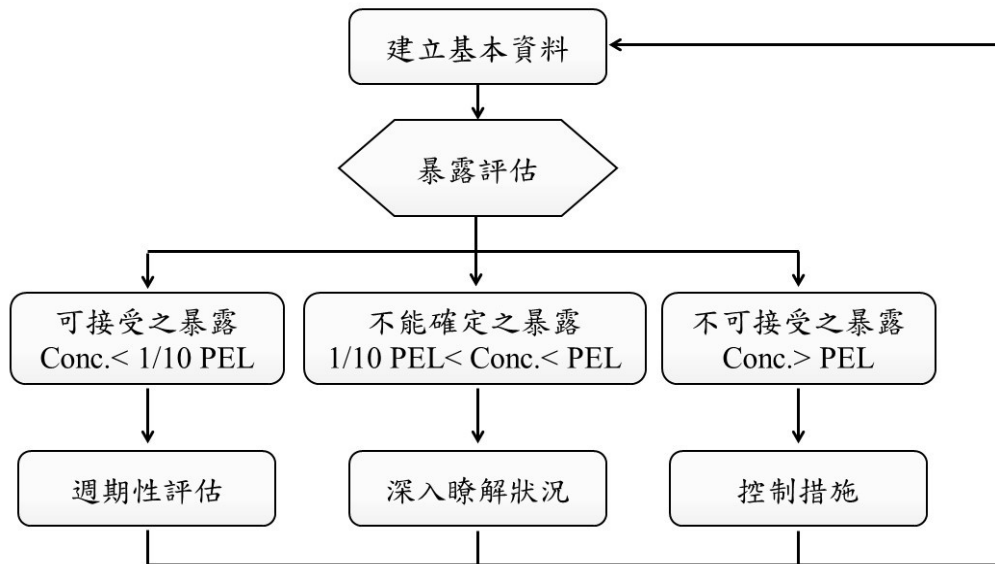 建立基本資料
暴露評估
可接受之暴露
Conc.< 1/10 PEL
不能確定之暴露
1/10 PEL< Conc.< PEL
不可接受之暴露
Conc.> PEL
週期性評估
深入瞭解狀況
控制措施